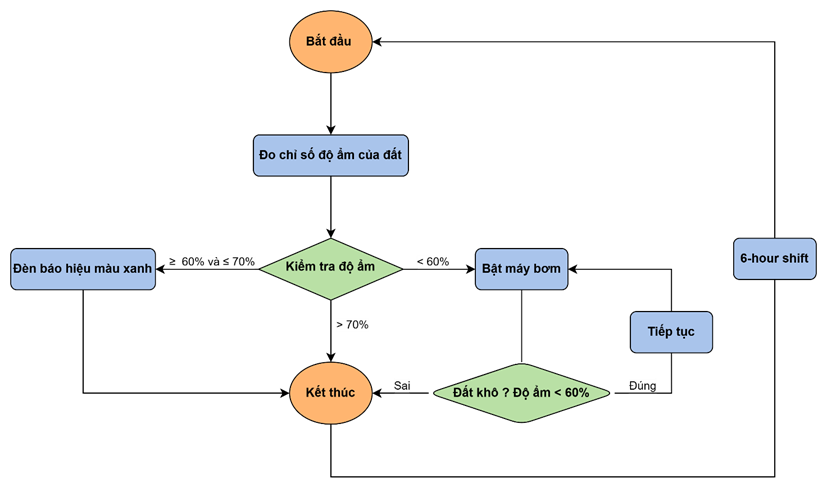 Bắt đầu
Đo chỉ số độ ẩm của đất
Đèn báo hiệu màu xanh
≥ 60% và ≤ 70%
Kiểm tra độ ẩm
< 60%
Bật máy bơm
6-hour shift
> 70%
Tiếp tục
Kết thúc
Sai
Đất khô ? Độ ẩm < 60%
Đúng